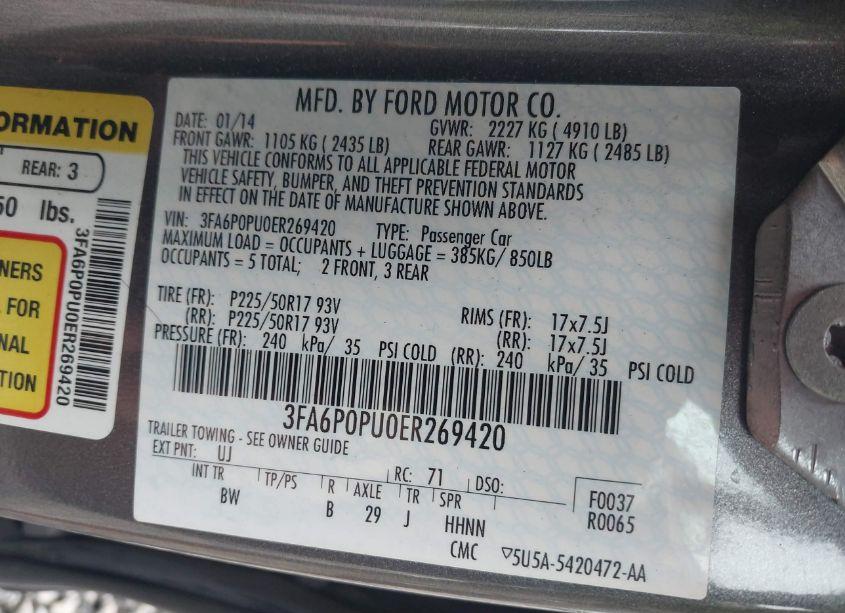 ORMATION
REAR: 3
50 lbs.
NERS
FOR
NAL
TION
3FA6P0PU0ER269420
MFD. BY FORD MOTOR CO.
DATE: 01/14 GVWR: 2227 KG ( 4910 LB)
FRONT GAWR: 1105 KG ( 2435 LB) REAR GAWR: 1127 KG ( 2485 LB)
THIS VEHICLE CONFORMS TO ALL APPLICABLE FEDERAL MOTOR
VEHICLE SAFETY, BUMPER, AND THEFT PREVENTION STANDARDS
IN EFFECT ON THE DATE OF MANUFACTURE SHOWN ABOVE.
VIN: 3FA6P0PU0ER269420 TYPE: Passenger Car
MAXIMUM LOAD = OCCUPANTS + LUGGAGE = 385KG/ 850LB
OCCUPANTS = 5 TOTAL; 2 FRONT, 3 REAR
TIRE (FR): P225/50R17 93V RIMS (FR): 17x7.5J
(RR): P225/50R17 93V (RR): 17x7.5J
PRESSURE (FR): 240 kPa/ 35 PSI COLD (RR): 240 kPa/ 35 PSI COLD
3FA6P0PU0ER269420
TRAILER TOWING - SEE OWNER GUIDE
EXT PNT: UJ RC: 71 DSO:
INT TR TP/PS R AXLE TR SPR F0037
BW B 29 J HHNN R0065
CMC ▽5U5A-5420472-AA